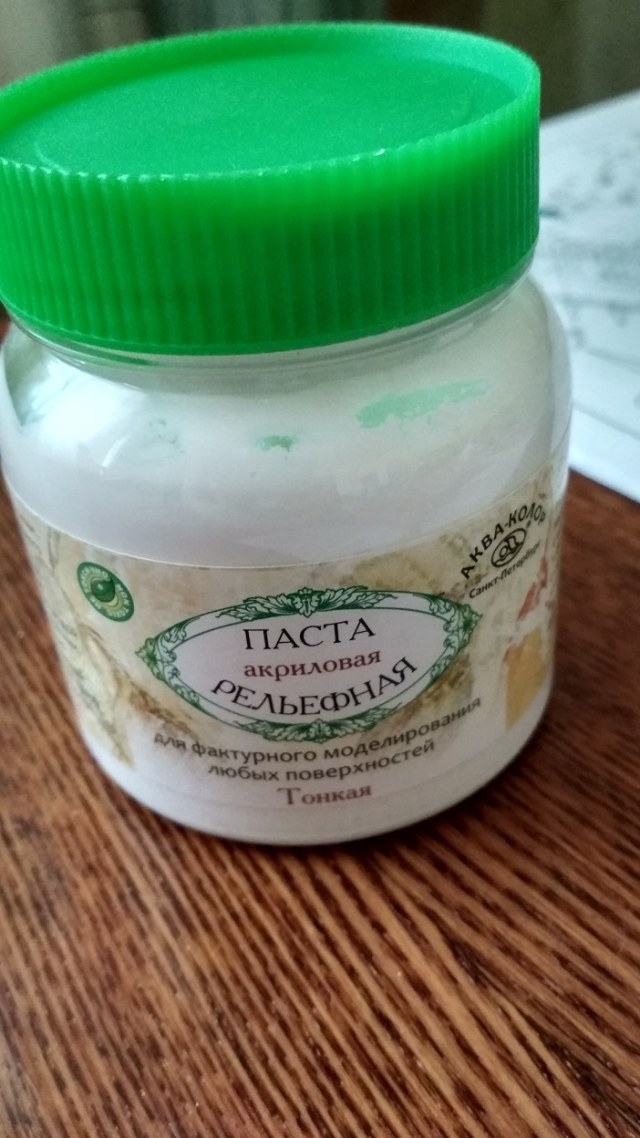 АКВА-КОЛОР
Санкт-Петербург
ПАСТА
акриловая
РЕЛЬЕФНАЯ
для фактурного моделирования
любых поверхностей
Тонкая